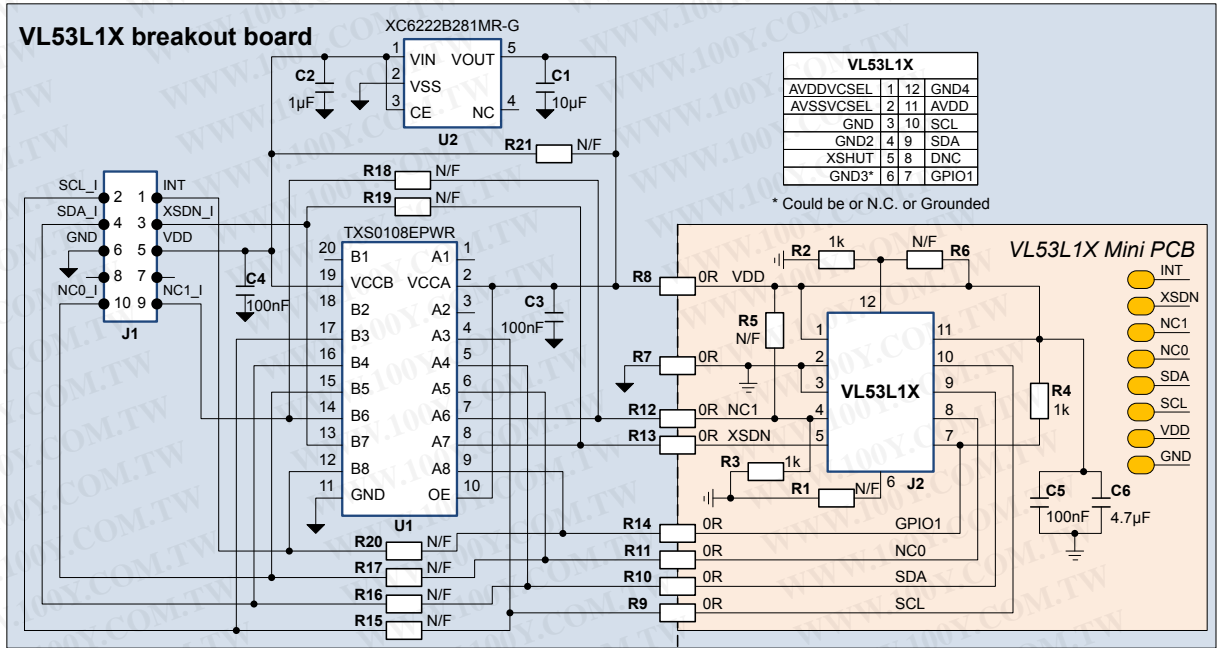 VL53L1X breakout board
XC6222B281MR-G
1 VIN VOUT 5
2 VSS
3 CE NC 4
U2
C2
1µF
C1
10µF
R21 N/F
R18 N/F
R19 N/F
VL53L1X
AVDDVCSEL 1 12 GND4
AVSSVCSEL 2 11 AVDD
GND 3 10 SCL
GND2 4 9 SDA
XSHUT 5 8 DNC
GND3* 6 7 GPIO1
* Could be or N.C. or Grounded
SCL_I 2 1 INT
SDA_I 4 3 XSDN_I
GND 6 5 VDD
8 7
NC0_I 10 9 NC1_I
J1
C4
100nF
TXS0108EPWR
20 B1 A1 1
19 VCCB VCCA 2
18 B2 A2 3
17 B3 A3 4
16 B4 A4 5
15 B5 A5 6
14 B6 A6 7
13 B7 A7 8
12 B8 A8 9
11 GND OE 10
U1
C3
100nF
R20 N/F
R17 N/F
R16 N/F
R15 N/F
VL53L1X Mini PCB
R8 0R VDD
R7 0R
R12 0R NC1
R13 0R XSDN
R14 0R GPIO1
R11 0R NC0
R10 0R SDA
R9 0R SCL
R2 1k
N/F R6
R5
N/F
12
1 11
2 10
3 9
VL53L1X
4 8
5 7
6
J2
R4
1k
R3 1k
R1 N/F
C5
100nF
C6
4.7µF
INT
XSDN
NC1
NC0
SDA
SCL
VDD
GND
WWW.100Y.COM.TW